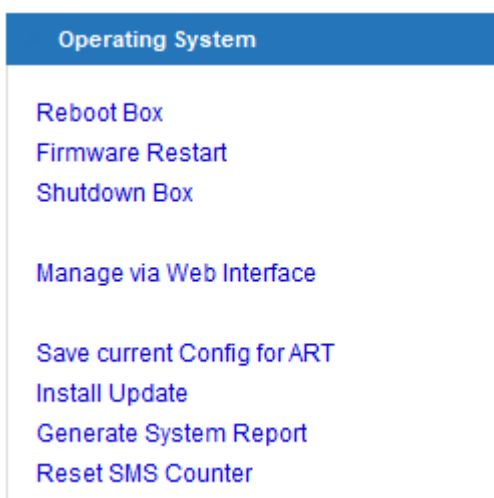 Operating System
Reboot Box
Firmware Restart
Shutdown Box
Manage via Web Interface
Save current Config for ART
Install Update
Generate System Report
Reset SMS Counter